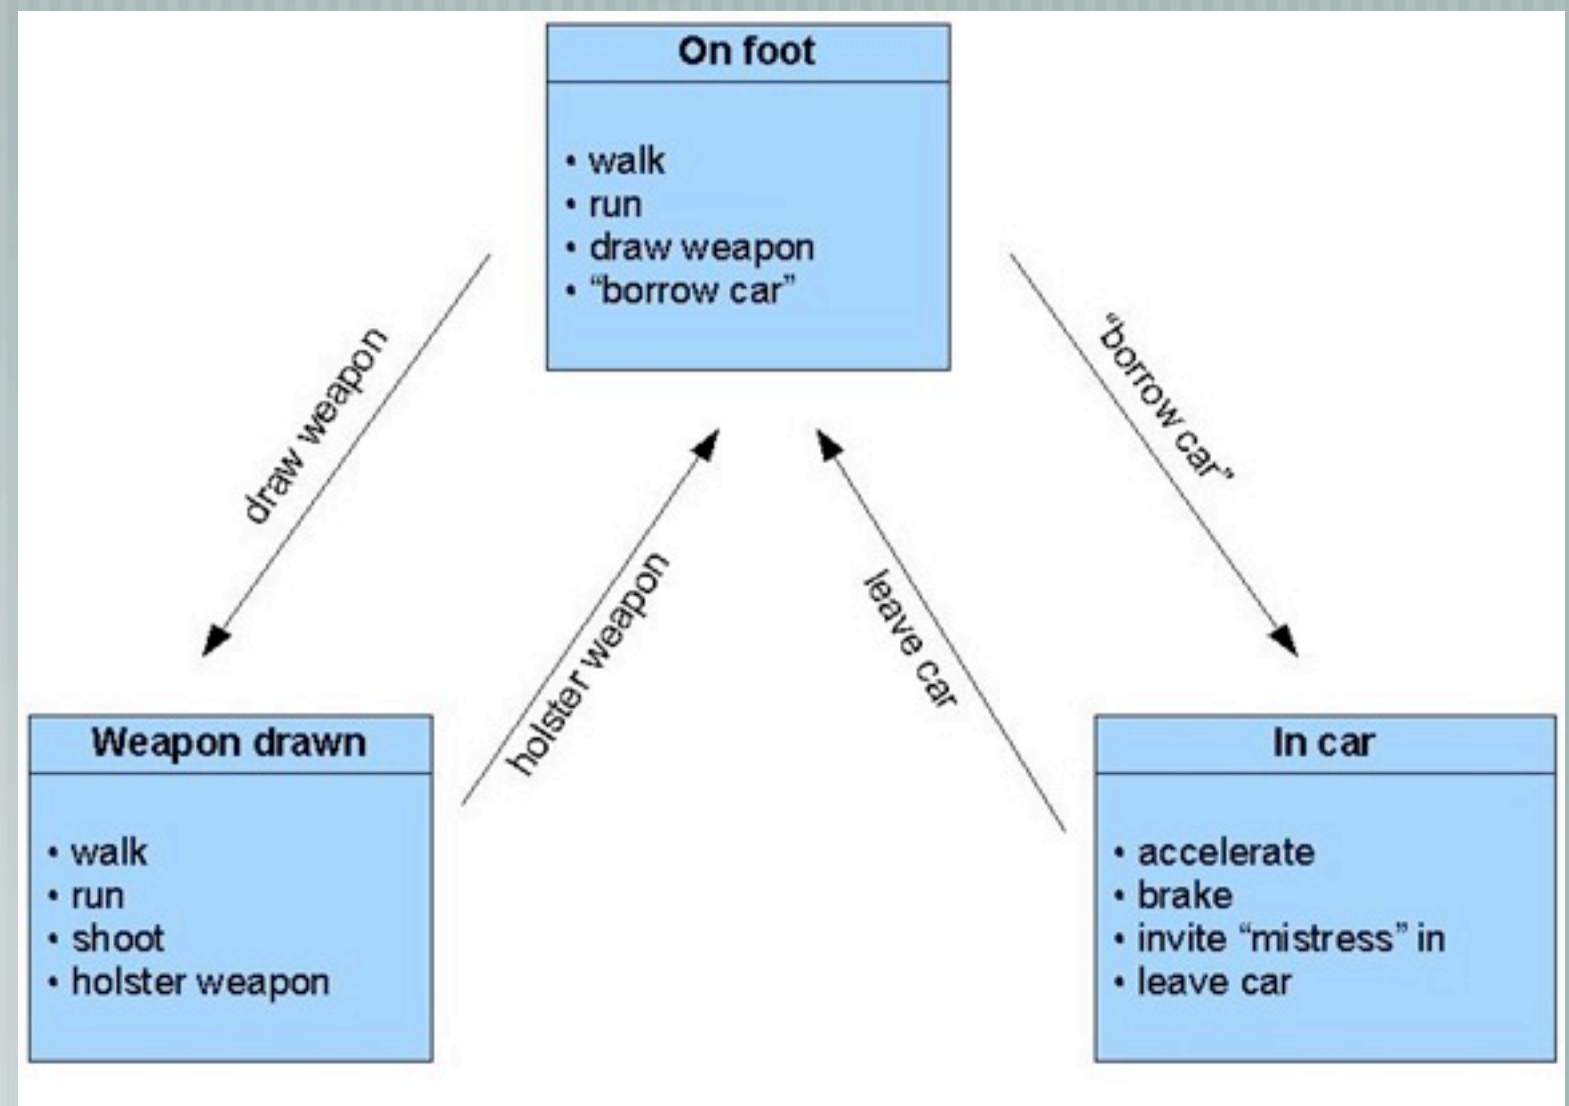 On foot
• walk
• run
• draw weapon
• “borrow car”
draw weapon
holster weapon
leave car
“borrow car”
Weapon drawn
• walk
• run
• shoot
• holster weapon
In car
• accelerate
• brake
• invite “mistress” in
• leave car